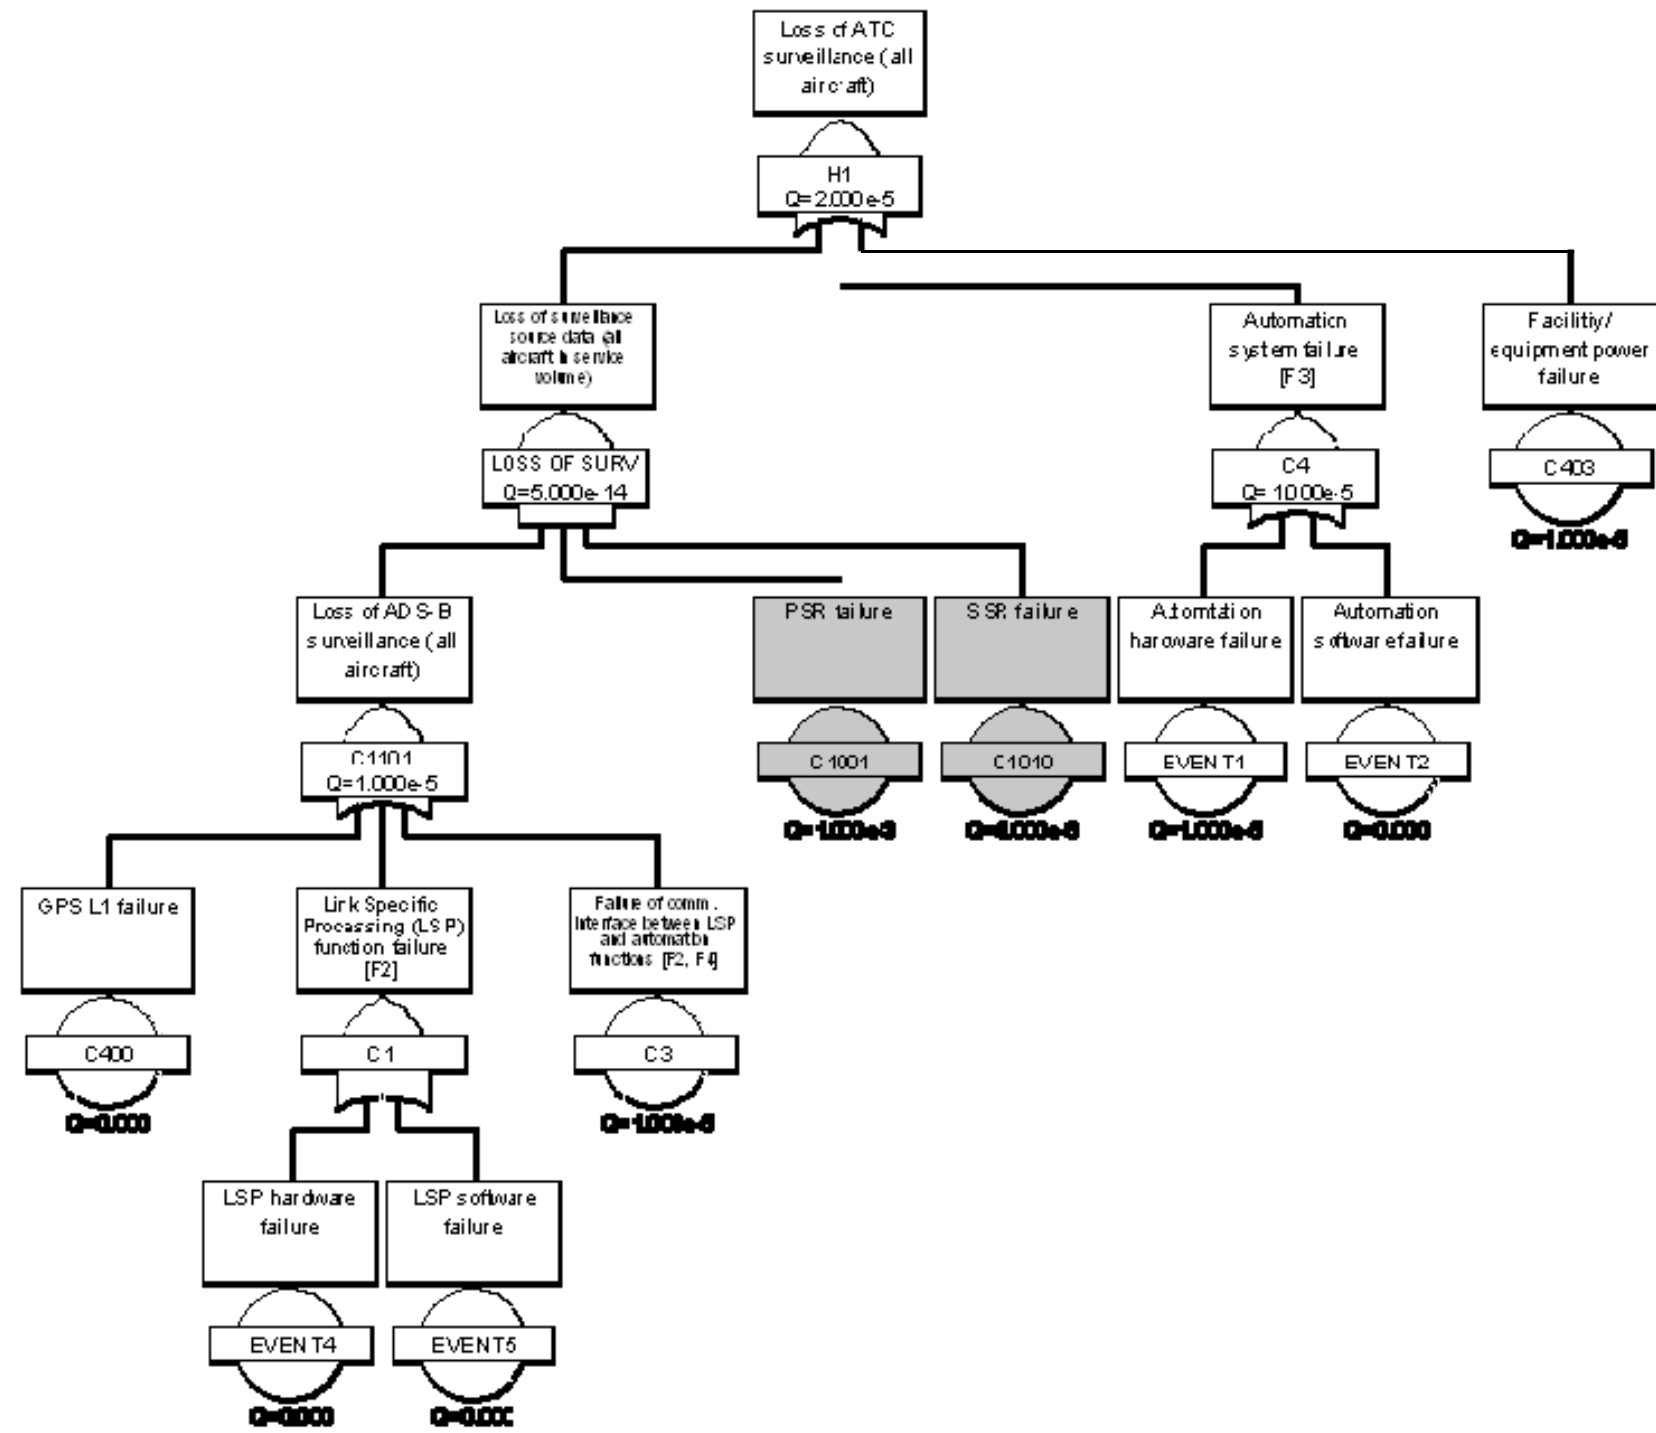 Loss of ATC
surveillance (all
aircraft)
H1
Q=2.000e-5
Loss of surveillance
source data (all
aircraft in service
volume)
Automation
system failure
[F3]
Facilitiy/
equipment power
failure
LOSS OF SURV
Q=5.000e-14
C4
Q=1.000e-5
C403
Loss of ADS-B
surveillance (all
aircraft)
PSR failure
SSR failure
Automtation
hardware failure
Automation
software failure
C1101
Q=1.000e-5
C1001
C1010
EVENT1
EVENT2
Q=0.000
GPS L1 failure
Link Specific
Processing (LSP)
function failure
[F2]
Failure of comm.
interface between LSP
and automation
functions [F2, F4]
C400
C1
C3
Q=0.000
LSP hardware
failure
LSP software
failure
EVENT4
EVENT5
Q=0.000
Q=0.000